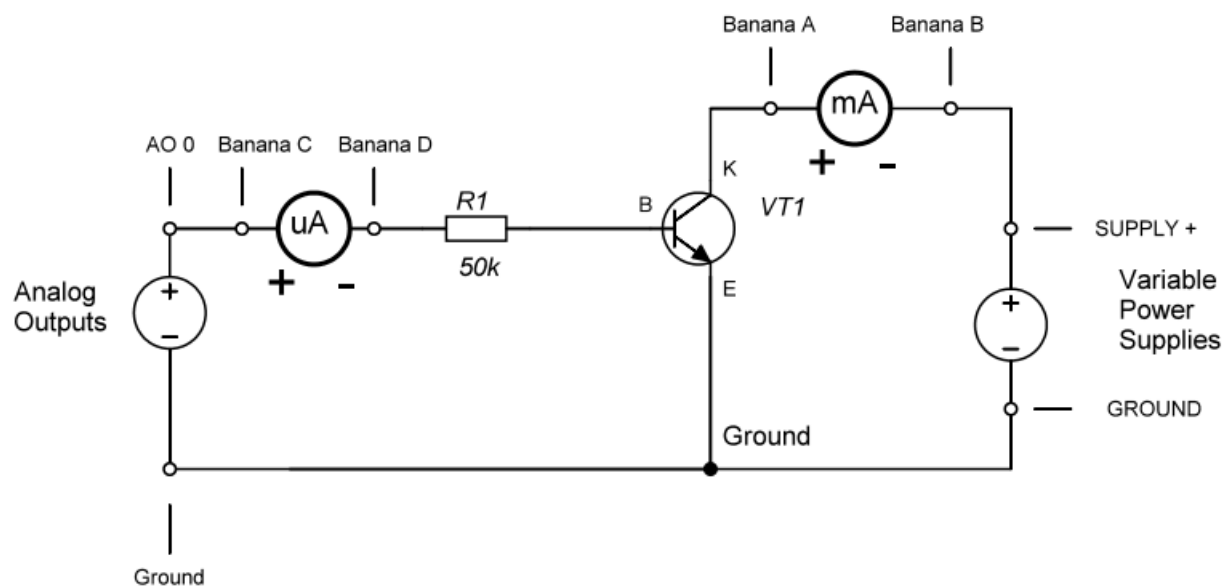 Banana A
Banana B
AO 0
Banana C
Banana D
mA
+ -
K
R1
B
VT1
uA
50k
+ -
E
SUPPLY +
Analog
Outputs
+
−
Variable
Power
Supplies
+
−
GROUND
Ground
Ground